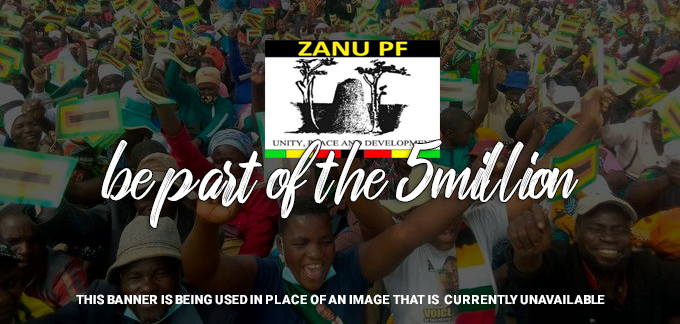 ZANU PF
UNITY, PEACE AND DEVELOPMENT
be part of the 5million
VOICE
THIS BANNER IS BEING USED IN PLACE OF AN IMAGE THAT IS CURRENTLY UNAVAILABLE